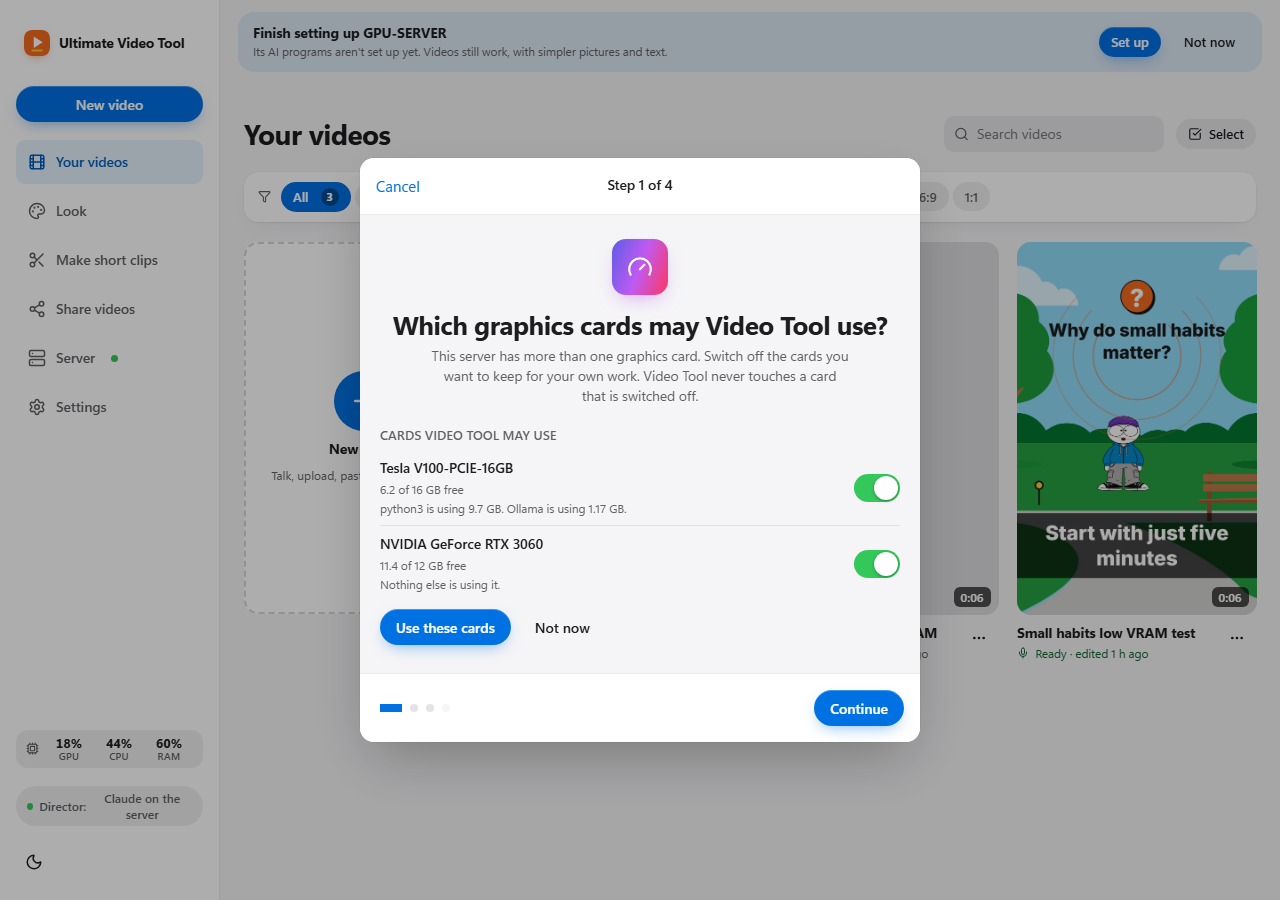 Ultimate Video Tool
New video
Your videos
Look
Make short clips
Share videos
Server
Settings
18% 44% 60%
GPU CPU RAM
Director: Claude on the
server
Finish setting up GPU-SERVER
Its AI programs aren't set up yet. Videos still work, with simpler pictures and text.
Set up
Not now
Your videos
Search videos
Select
All 3
6:9
1:1
Cancel
Step 1 of 4
Which graphics cards may Video Tool use?
This server has more than one graphics card. Switch off the cards you
want to keep for your own work. Video Tool never touches a card
that is switched off.
CARDS VIDEO TOOL MAY USE
Tesla V100-PCIE-16GB
6.2 of 16 GB free
python3 is using 9.7 GB. Ollama is using 1.17 GB.
NVIDIA GeForce RTX 3060
11.4 of 12 GB free
Nothing else is using it.
Use these cards
Not now
Continue
New
Talk, upload, pas
0:06
AM
...
go
?
Why do small habits
matter?
Start with just five
minutes
0:06
Small habits low VRAM test
...
Ready · edited 1 h ago